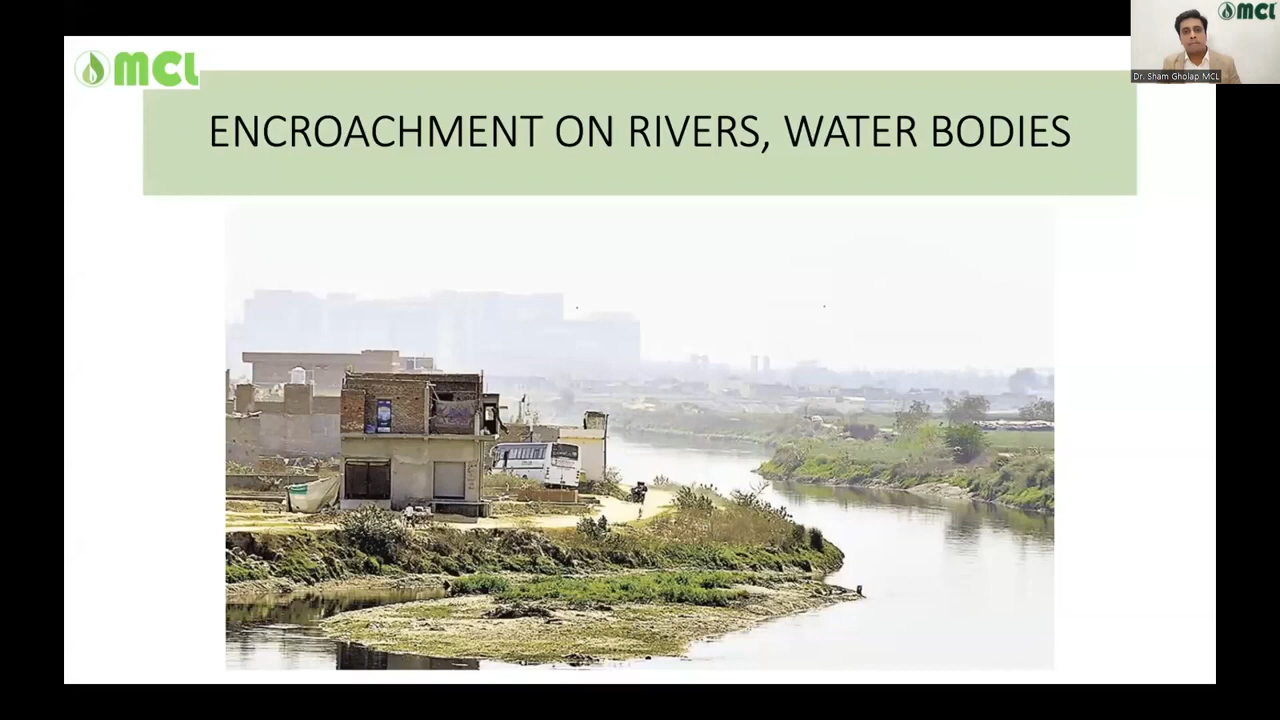 MCL
ENCROACHMENT ON RIVERS, WATER BODIES
MCL
Dr. Sham Gholap MCL